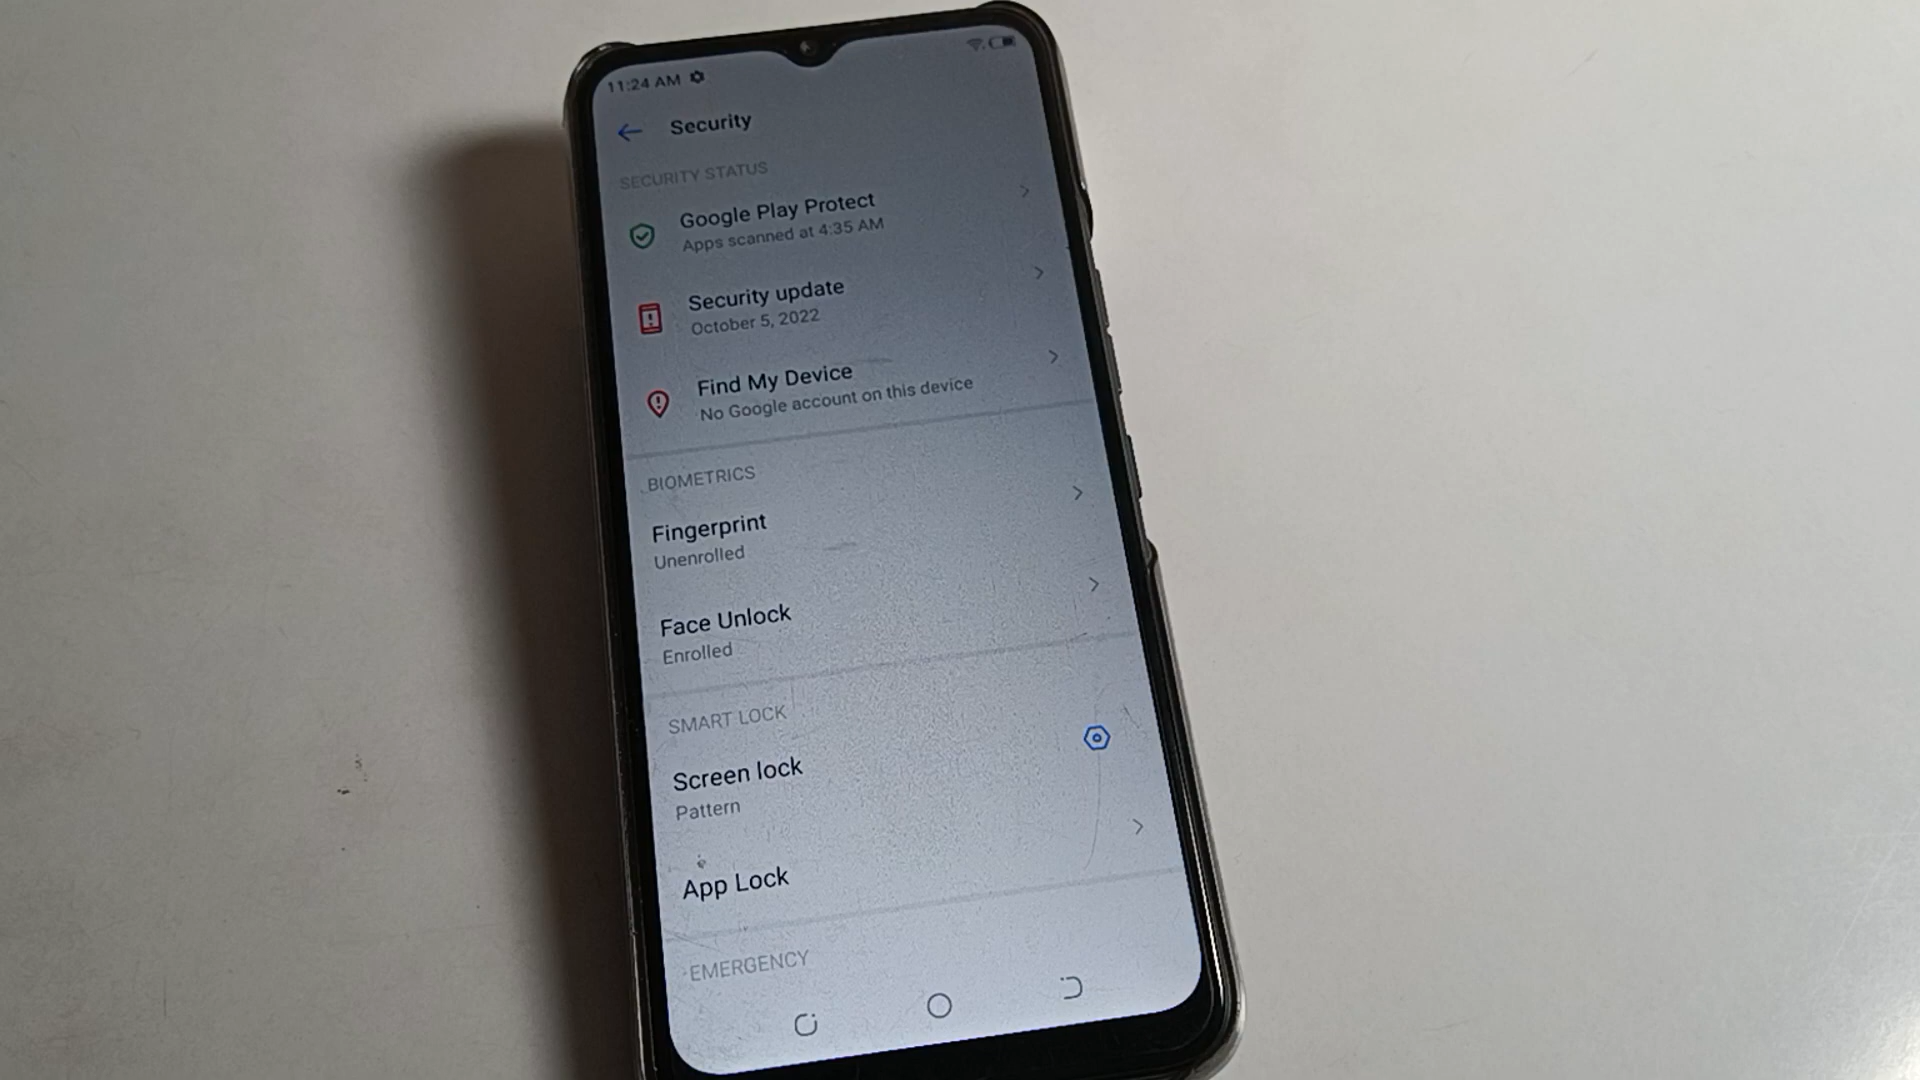 11:24 AM
Security
SECURITY STATUS
Google Play Protect
Apps scanned at 4:35 AM
Security update
October 5, 2022
Find My Device
No Google account on this device
BIOMETRICS
Fingerprint
Unenrolled
Face Unlock
Enrolled
SMART LOCK
Screen lock
Pattern
App Lock
EMERGENCY